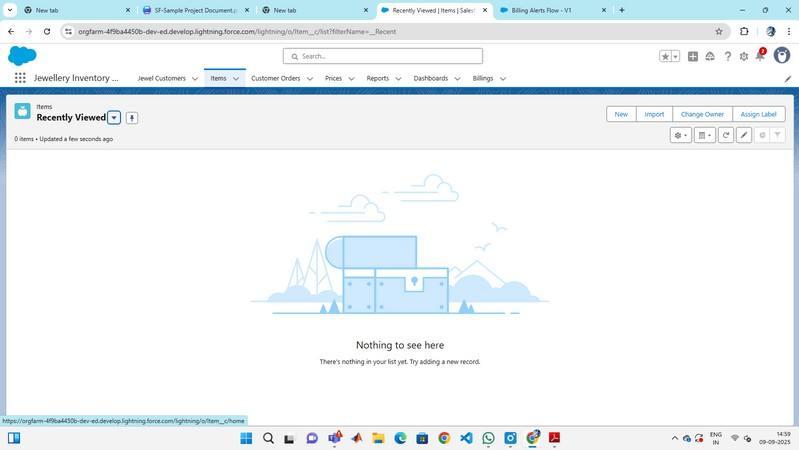 New tab
SF-Sample Project Document.p
New tab
Recently Viewed | Items | Salesf
Billing Alerts Flow - V1
orgfarm-4f9ba4450b-dev-ed.develop.lightning.force.com/lightning/o/Item__c/list?filterName=__Recent
Search...
2
Jewellery Inventory ...
Jewel Customers
Items
Customer Orders
Prices
Reports
Dashboards
Billings
Items
Recently Viewed
New
Import
Change Owner
Assign Label
0 items • Updated a few seconds ago
Nothing to see here
There's nothing in your list yet. Try adding a new record.
https://orgfarm-4f9ba4450b-dev-ed.develop.lightning.force.com/lightning/o/Item__c/home
ENG
IN
14:59
09-09-2025